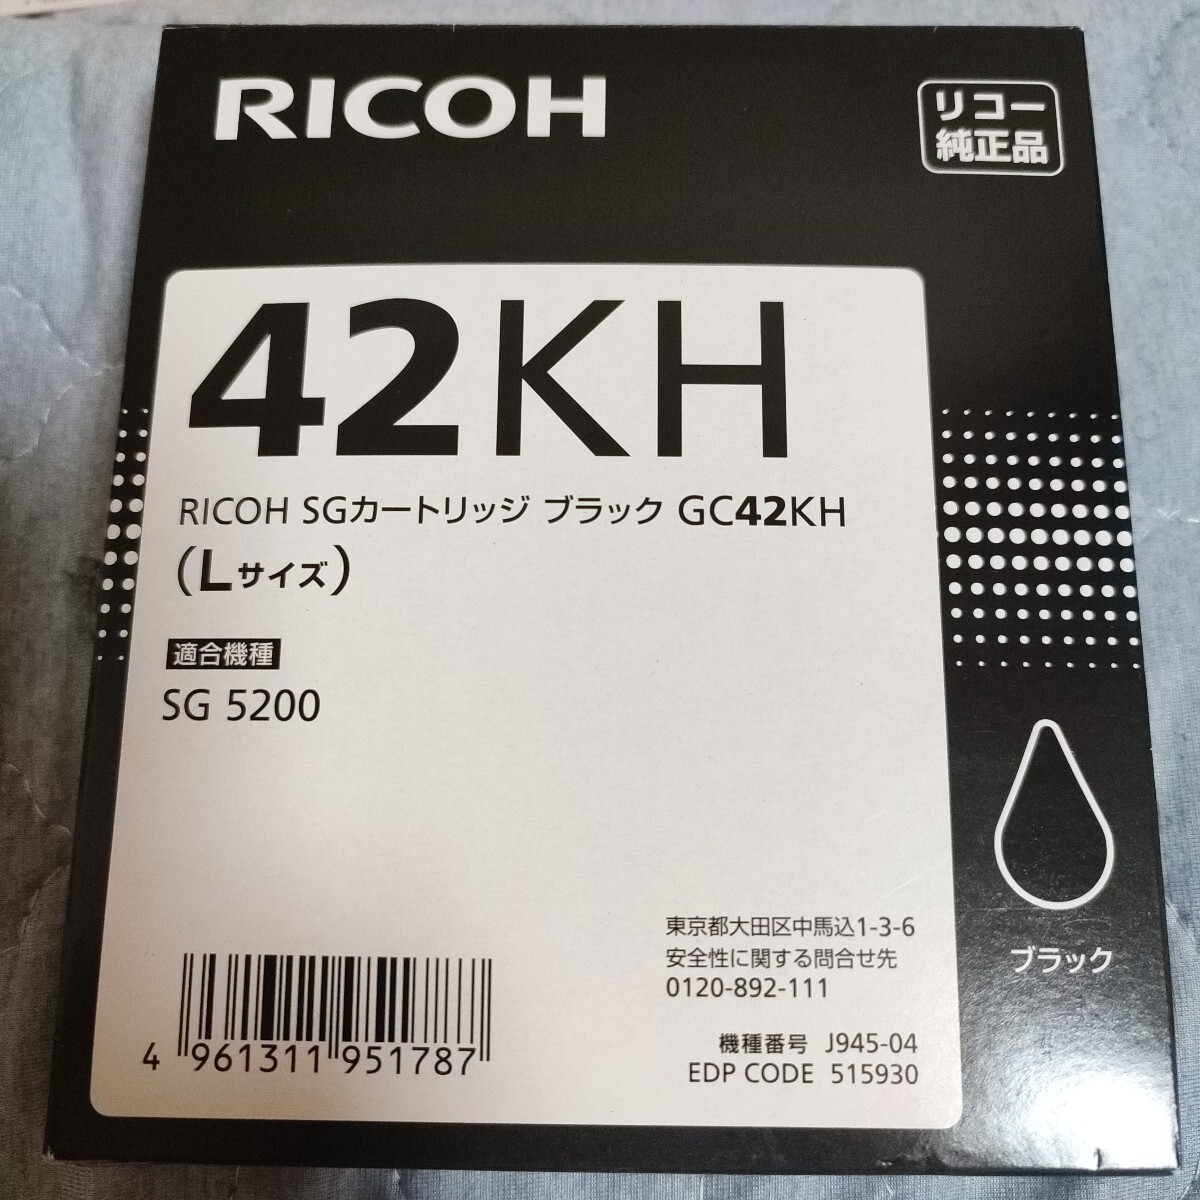 RICOH
リコー
純正品
42KH
RICOH SGカートリッジ ブラック GC42KH
(Lサイズ)
適合機種
SG 5200
東京都大田区中馬込1-3-6
安全性に関する問合せ先
0120-892-111
機種番号 J945-04
EDP CODE 515930
4 961311 951787
ブラック